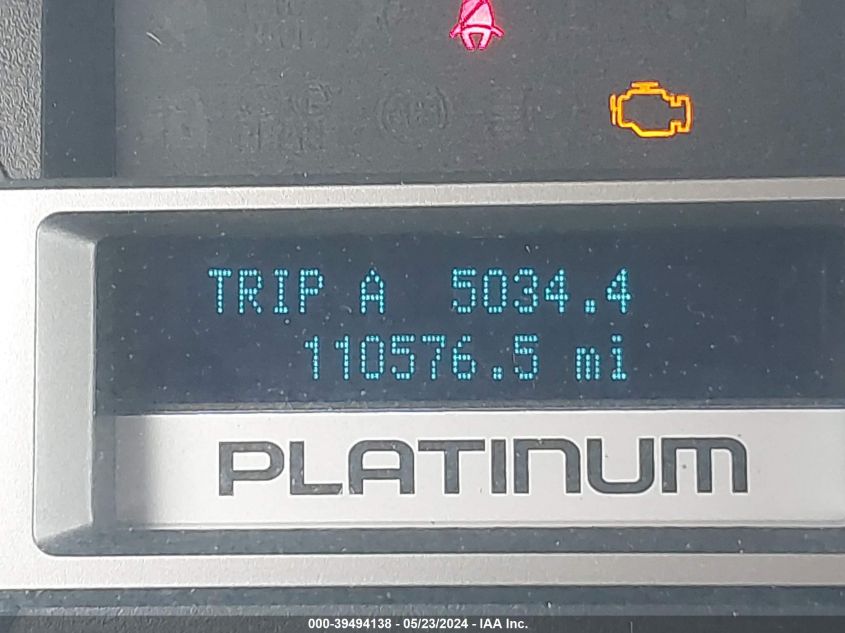 TRIP A 5034.4
110576.5 mi
PLATINUM
000-39494138 - 05/23/2024 - IAA Inc.